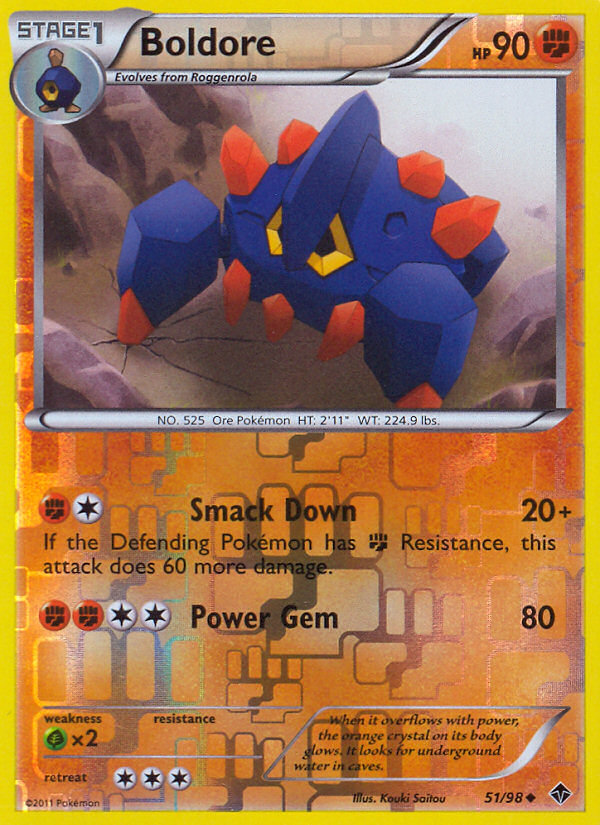 STAGE1
Boldore
HP 90
Evolves from Roggenrola
NO. 525 Ore Pokémon HT: 2'11" WT: 224.9 lbs.
Smack Down 20+
If the Defending Pokémon has Resistance, this
attack does 60 more damage.
Power Gem 80
weakness resistance
×2
When it overflows with power,
the orange crystal on its body
glows. It looks for underground
water in caves.
retreat
©2011 Pokémon
Illus. Kouki Saitou
51/98